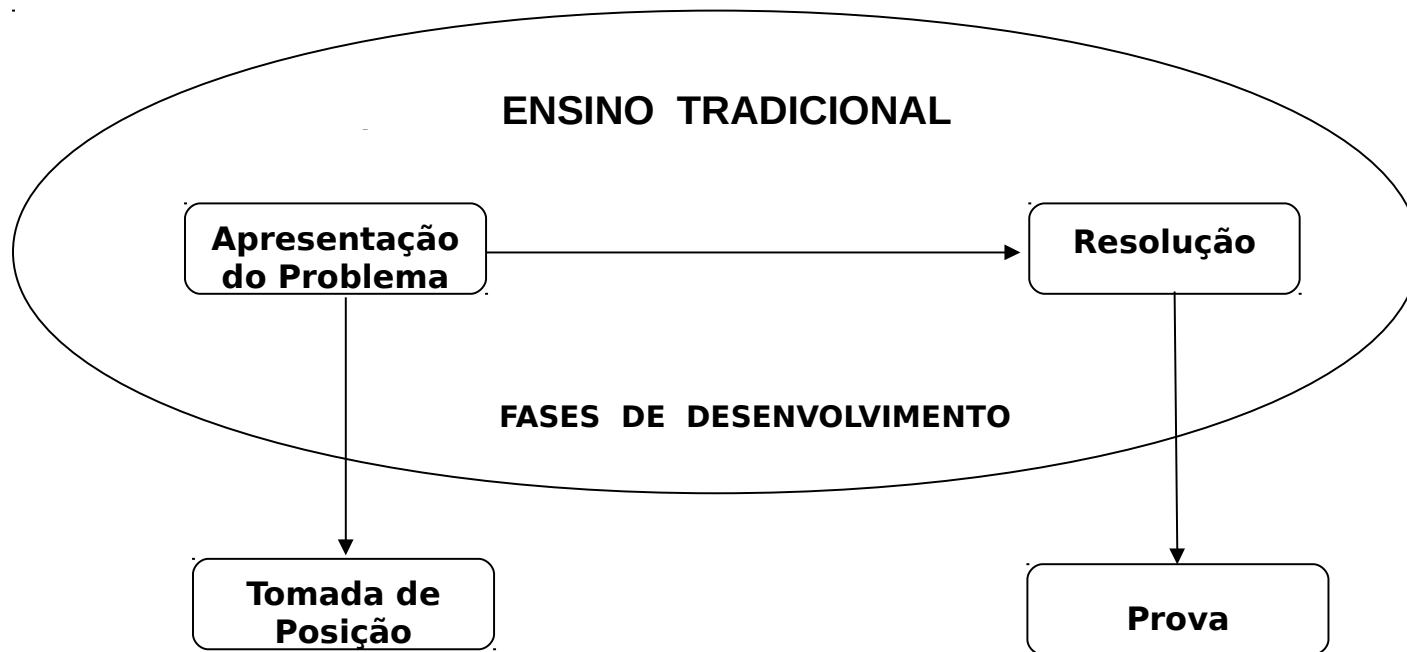 ENSINO TRADICIONAL
Apresentação
do Problema
Resolução
FASES DE DESENVOLVIMENTO
Tomada de
Posição
Prova